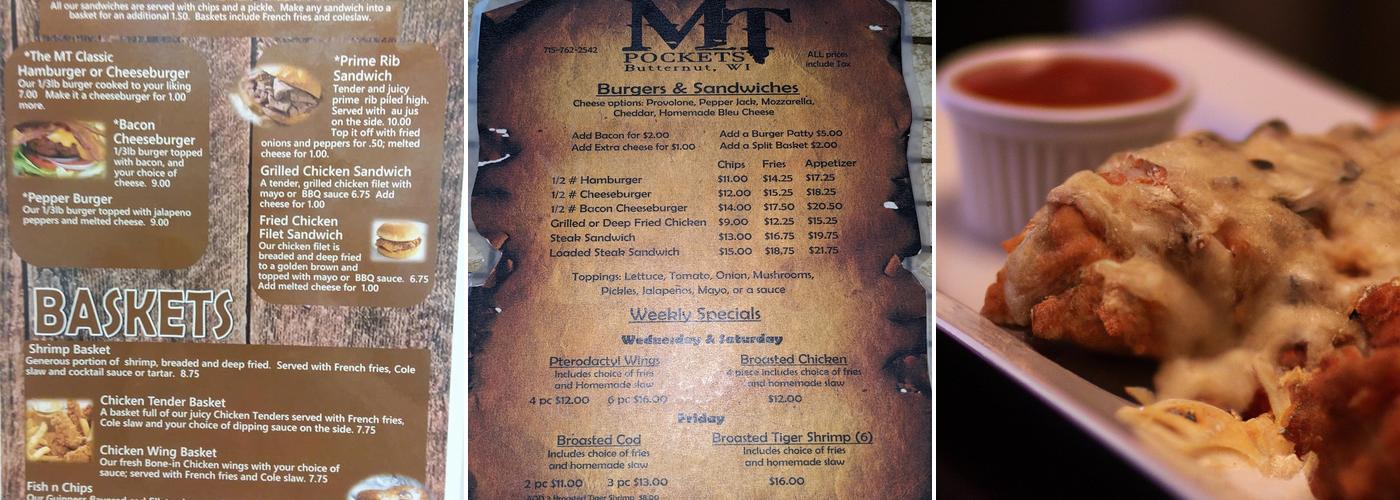 All our sandwiches are served with chips and a pickle. Make any sandwich into a
basket for an additional 1.50. Baskets include French fries and coleslaw.
*The MT Classic
Hamburger or Cheeseburger
Our 1/3lb burger cooked to your liking
7.00 Make it a cheeseburger for 1.00
more.
*Bacon
Cheeseburger
1/3lb burger topped
with bacon, and
your choice of
cheese. 9.00
*Pepper Burger
Our 1/3lb burger topped with jalapeno
peppers and melted cheese. 9.00
*Prime Rib
Sandwich
Tender and juicy
prime rib piled high.
Served with au jus
on the side. 10.00
Top it off with fried
onions and peppers for .50; melted
cheese for 1.00.
Grilled Chicken Sandwich
A tender, grilled chicken filet with
mayo or BBQ sauce 6.75 Add
cheese for 1.00
Fried Chicken
Filet Sandwich
Our chicken filet is
breaded and deep fried
to a golden brown and
topped with mayo or BBQ sauce. 6.75
Add melted cheese for 1.00
BASKETS
Shrimp Basket
Generous portion of shrimp, breaded and deep fried. Served with French fries, Cole
slaw and cocktail sauce or tartar. 8.75
Chicken Tender Basket
A basket full of our juicy Chicken Tenders served with French fries,
Cole slaw and your choice of dipping sauce on the side. 7.75
Chicken Wing Basket
Our fresh Bone-in Chicken wings with your choice of
sauce; served with French fries and Cole slaw. 7.75
Fish n Chips
MT
POCKETS
Butternut, WI
715-762-2542
ALL prices
include Tax
Burgers & Sandwiches
Cheese options: Provolone, Pepper Jack, Mozzarella,
Cheddar, Homemade Bleu Cheese
Add Bacon for $2.00 Add a Burger Patty $5.00
Add Extra cheese for $1.00 Add a Split Basket $2.00
Chips Fries Appetizer
1/2 # Hamburger $11.00 $14.25 $17.25
1/2 # Cheeseburger $12.00 $15.25 $18.25
1/2 # Bacon Cheeseburger $14.00 $17.50 $20.50
Grilled or Deep Fried Chicken $9.00 $12.25 $15.25
Steak Sandwich $13.00 $16.75 $19.75
Loaded Steak Sandwich $15.00 $18.75 $21.75
Toppings: Lettuce, Tomato, Onion, Mushrooms,
Pickles, Jalapeños, Mayo, or a sauce
Weekly Specials
Wednesday & Saturday
Pterodactyl Wings
Includes choice of fries
and Homemade slaw
4 pc $12.00 6 pc $16.00
Broasted Chicken
4 piece includes choice of fries
and homemade slaw
$12.00
Friday
Broasted Cod
Includes choice of fries
and homemade slaw
2 pc $11.00 3 pc $13.00
ADD 3 Broasted Tiger Shrimp $8.00
Broasted Tiger Shrimp (6)
Includes choice of fries
and homemade slaw
$16.00